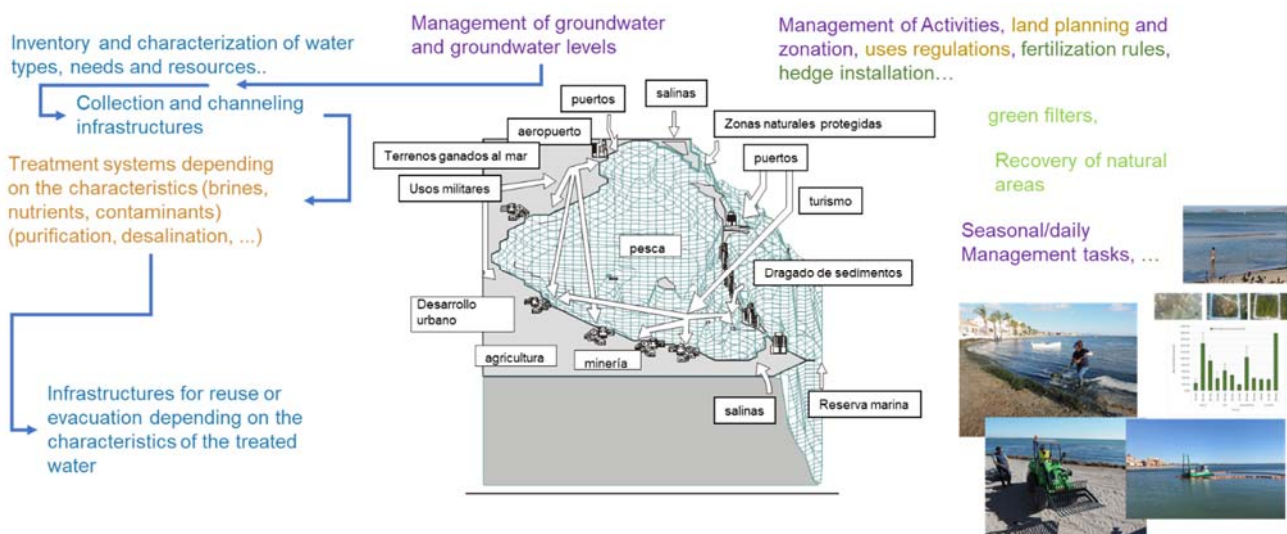 Inventory and characterization of water
types, needs and resources..
Collection and channeling
infrastructures
Treatment systems depending
on the characteristics (brines,
nutrients, contaminants)
(purification, desalination, ...)
Infrastructures for reuse or
evacuation depending on the
characteristics of the treated
water
Management of groundwater
and groundwater levels
puertos
salinas
aeropuerto
Zonas naturales protegidas
Terrenos ganados al mar
puertos
Usos militares
turismo
pesca
Dragado de sedimentos
Desarrollo
urbano
agricultura
minería
salinas
Reserva marina
Management of Activities, land planning and
zonation, uses regulations, fertilization rules,
hedge installation…
green filters,
Recovery of natural
areas
Seasonal/daily
Management tasks, …